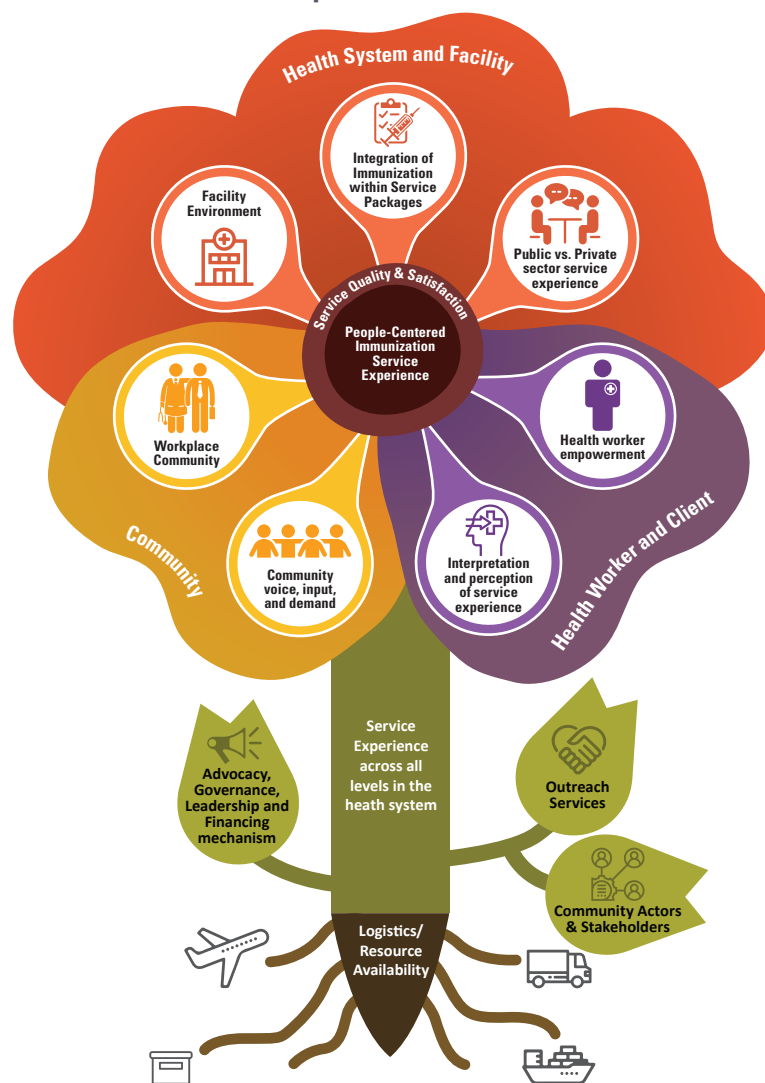 Health System and Facility
Integration of
Immunization
within Service
Packages
Facility
Environment
Public vs. Private
sector service
experience
Service Quality & Satisfaction
People-Centered
Immunization
Service
Experience
Workplace
Community
Health worker
empowerment
Community
Community
voice, input,
and demand
Interpretation
and perception
of service
experience
Health Worker and Client
Service
Experience
across all
levels in the
heath system
Advocacy,
Governance,
Leadership and
Financing
mechanism
Outreach
Services
Community Actors
& Stakeholders
Logistics/
Resource
Availability